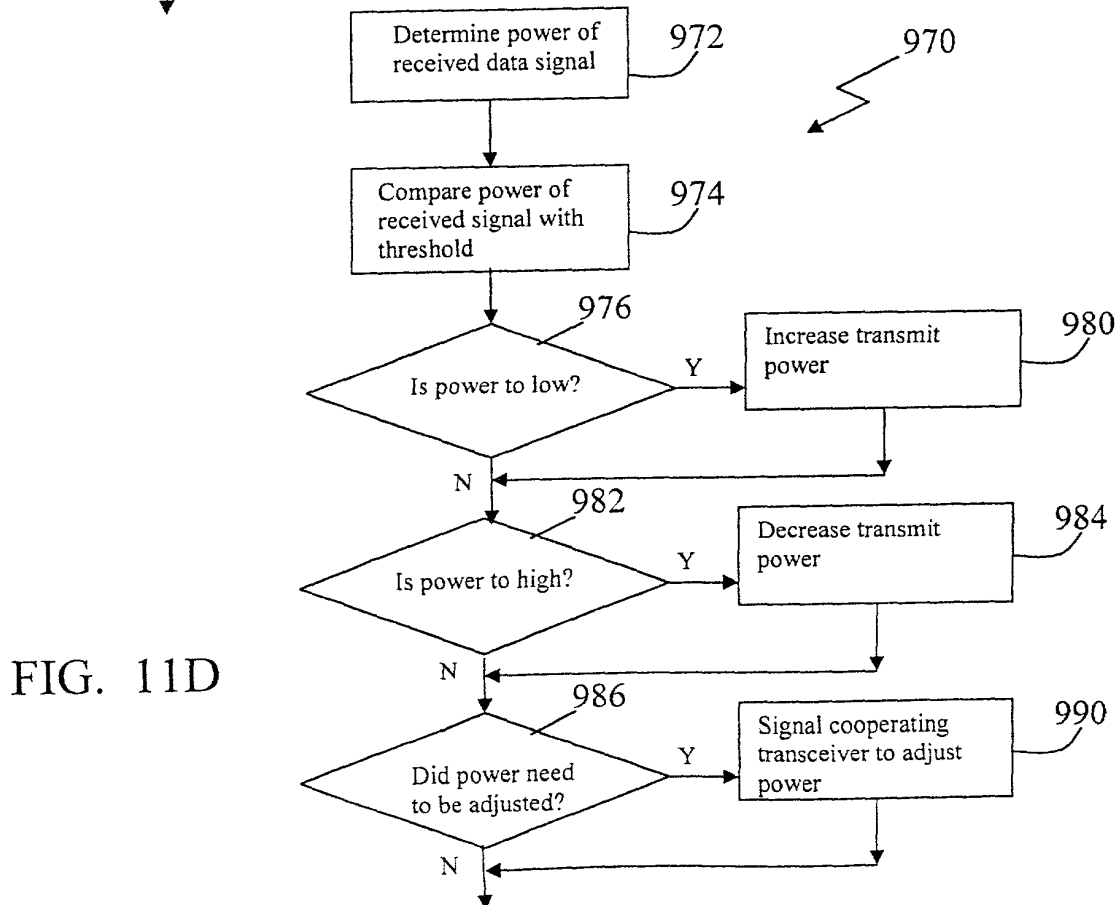 Determine power of
received data signal
972
970
Compare power of
received signal with
threshold
974
976
Is power to low?
Y
Increase transmit
power
980
N
982
Is power to high?
Y
Decrease transmit
power
984
N
FIG. 11D
986
Did power need
to be adjusted?
Y
Signal cooperating
transceiver to adjust
power
990
N